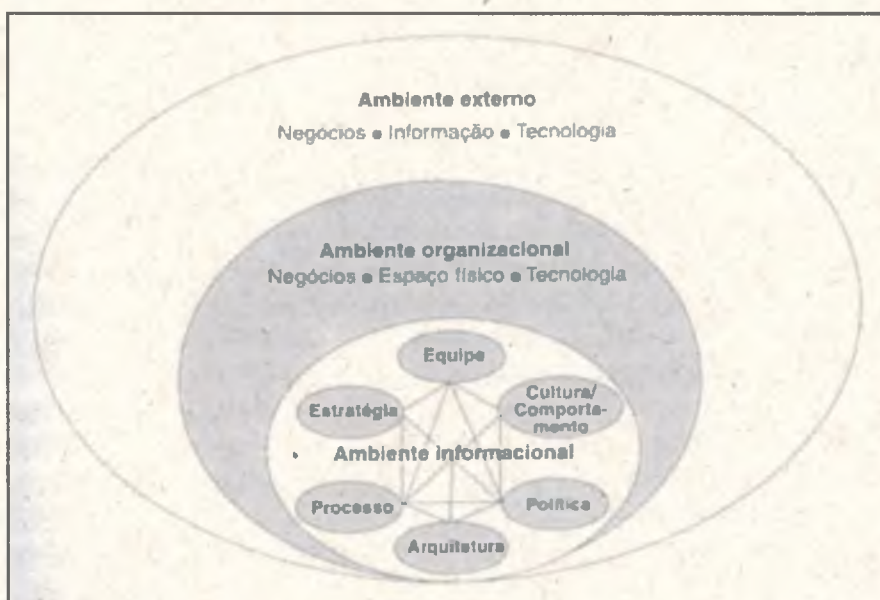 Ambiente externo
Negócios • Informação • Tecnologia
Ambiente organizacional
Negócios • Espaço físico • Tecnologia
Equipe
Estratégia
Cultura/
Comporta-
mento
Ambiente informacional
Processo
Política
Arquitetura